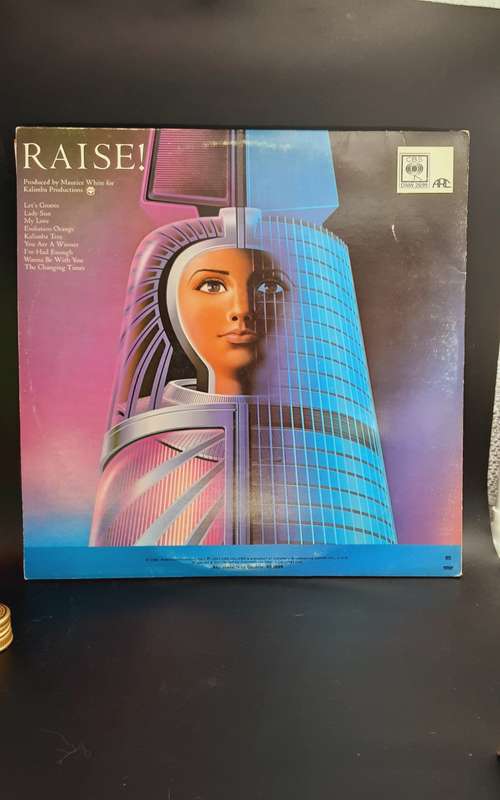 RAISE!
Produced by Maurice White for
Kalimba Productions
Let's Groove
Lady Sun
My Love
Evolution Orange
Kalimba Tree
You Are A Winner
I've Had Enough
Wanna Be With You
The Changing Times
CBS
ARC